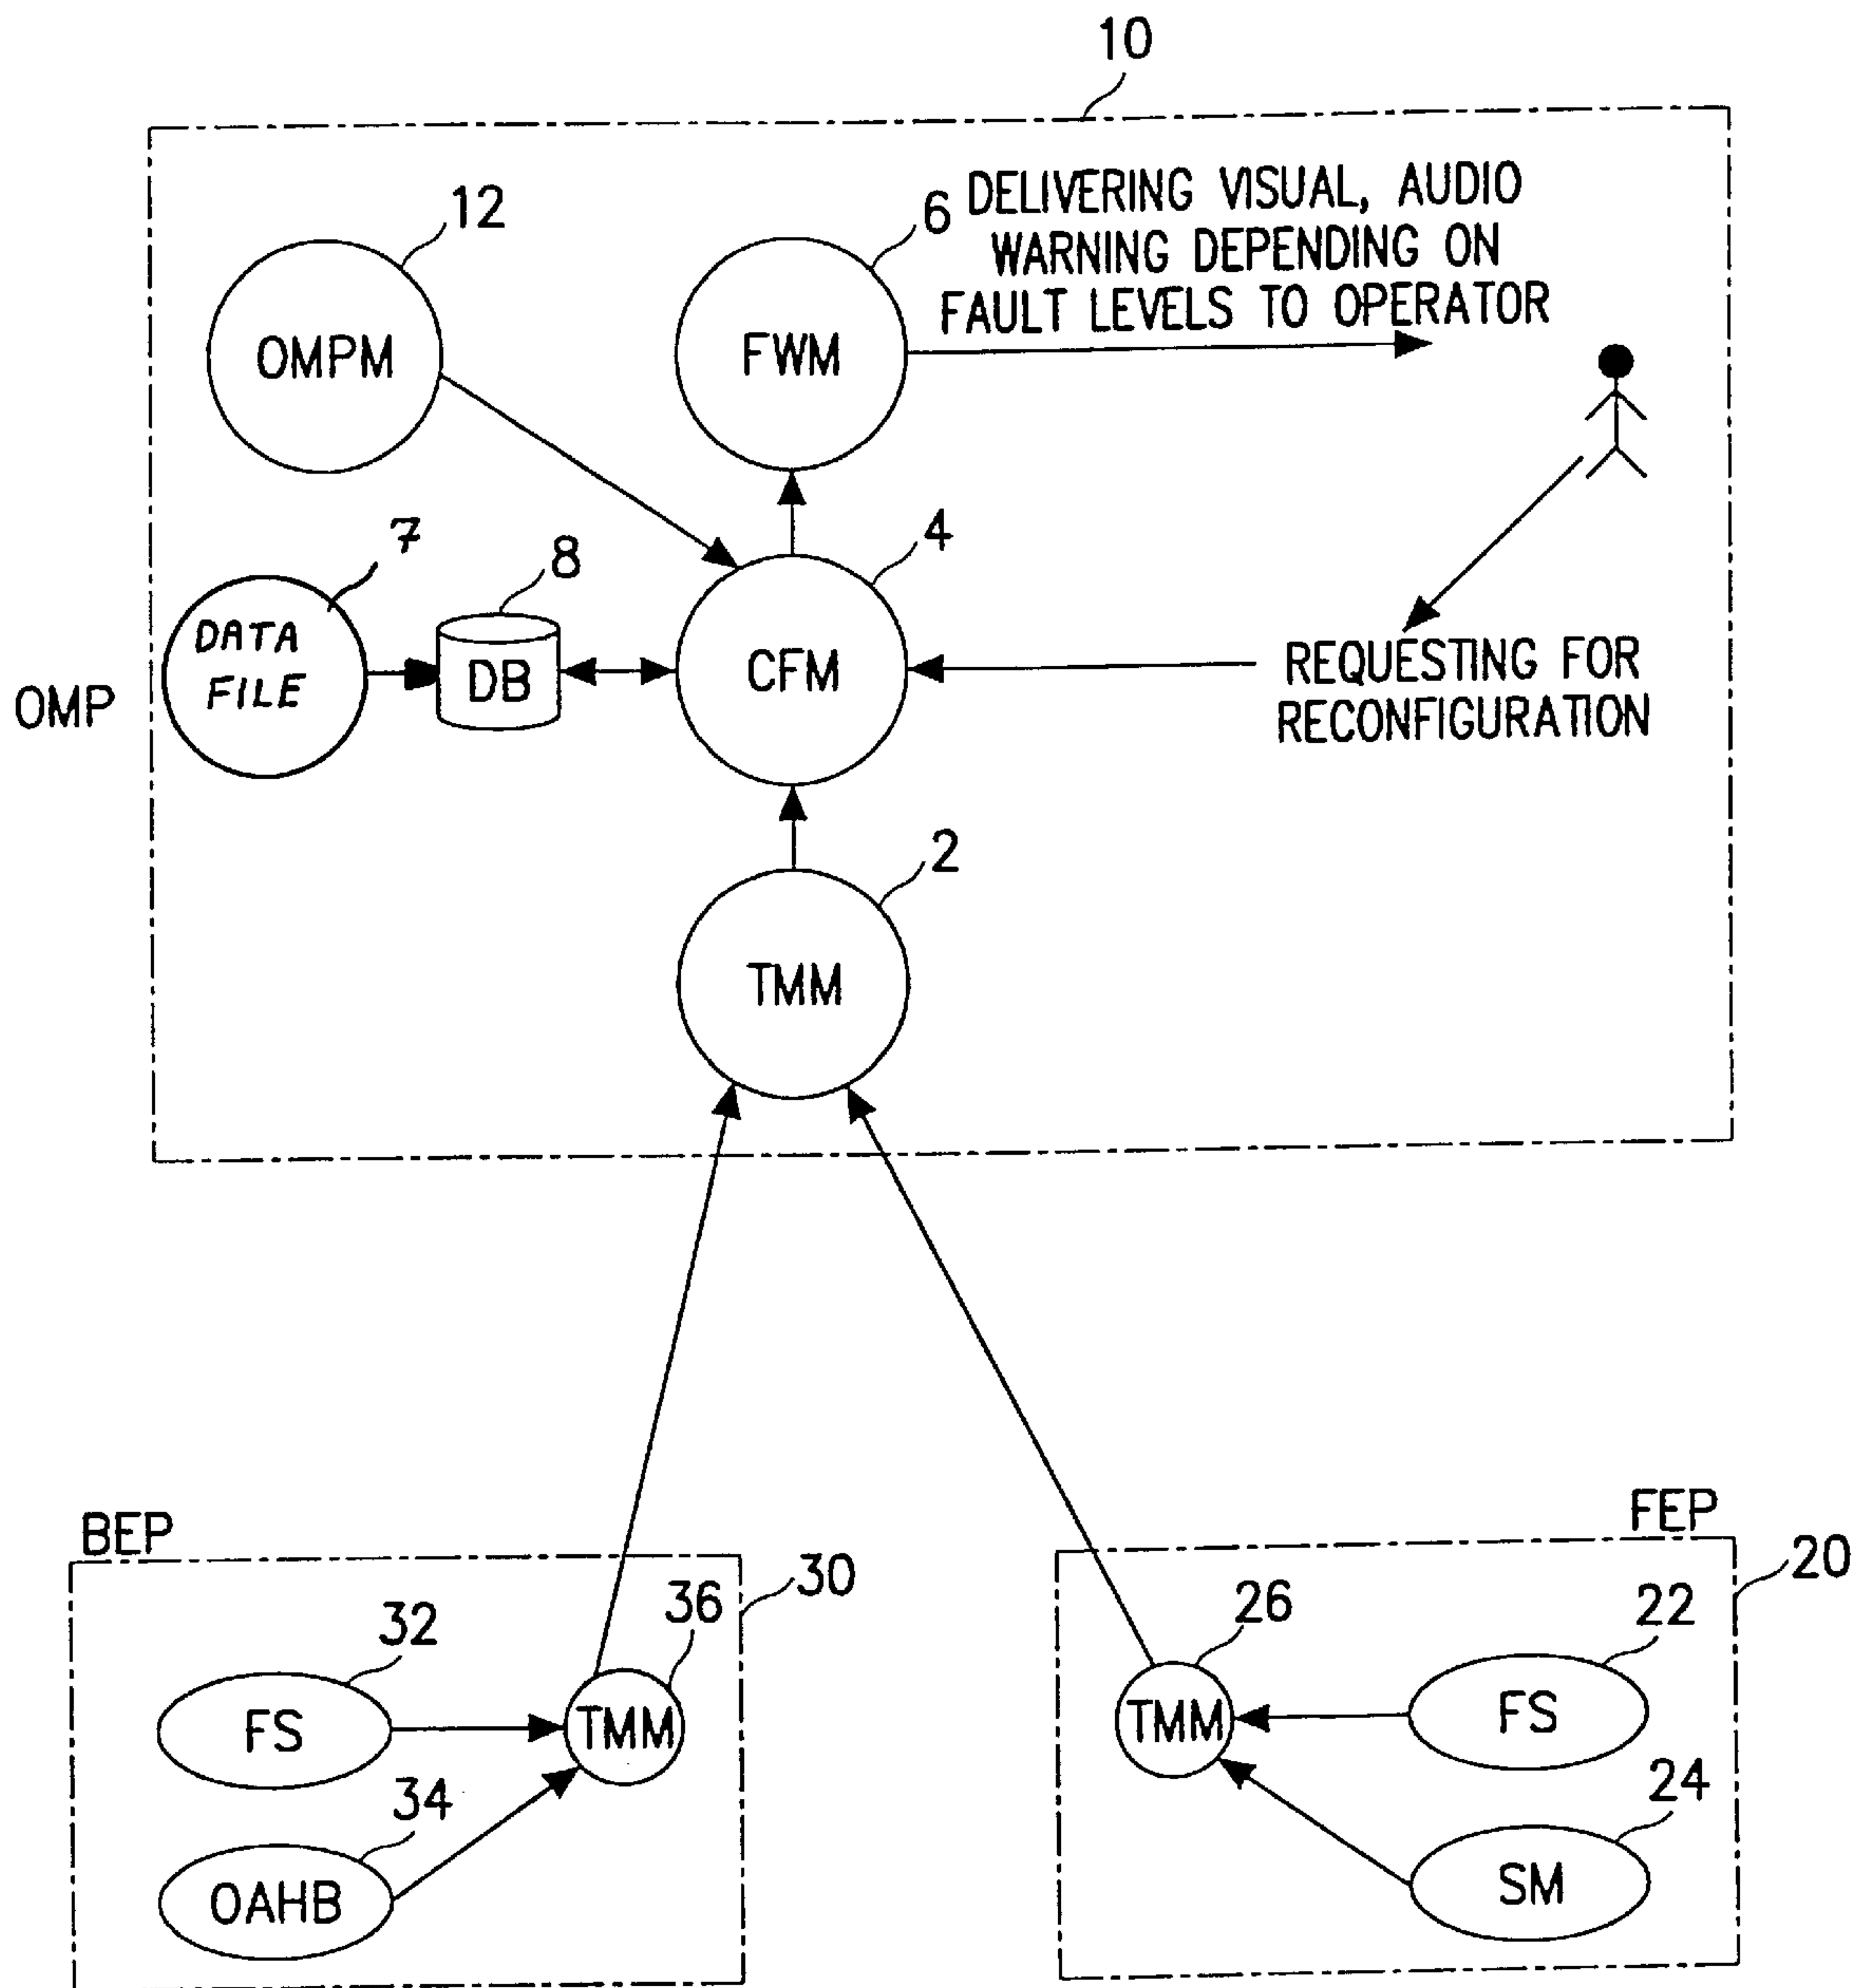 10
12
6
DELIVERING VISUAL, AUDIO
WARNING DEPENDING ON
FAULT LEVELS TO OPERATOR
OMPM
FWM
7
8
4
DATA
FILE
DB
CFM
REQUESTING FOR
RECONFIGURATION
OMP
2
TMM
BEP
30
32
36
FS
TMM
34
OAHB
FEP
20
26
22
TMM
FS
24
SM